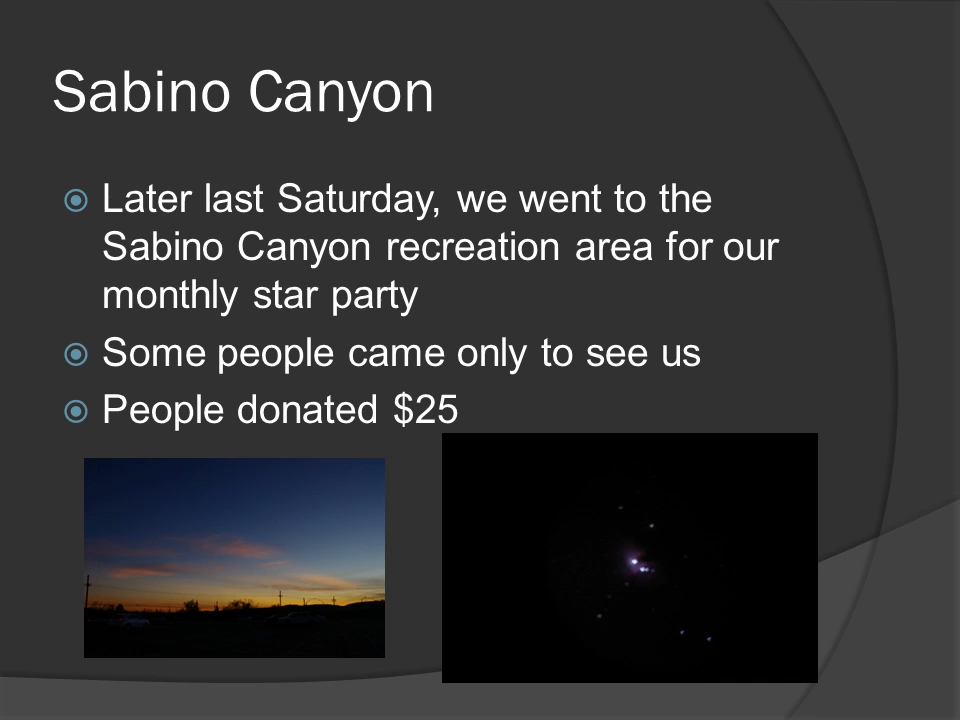 Sabino Canyon
Later last Saturday, we went to the
Sabino Canyon recreation area for our
monthly star party
Some people came only to see us
People donated $25